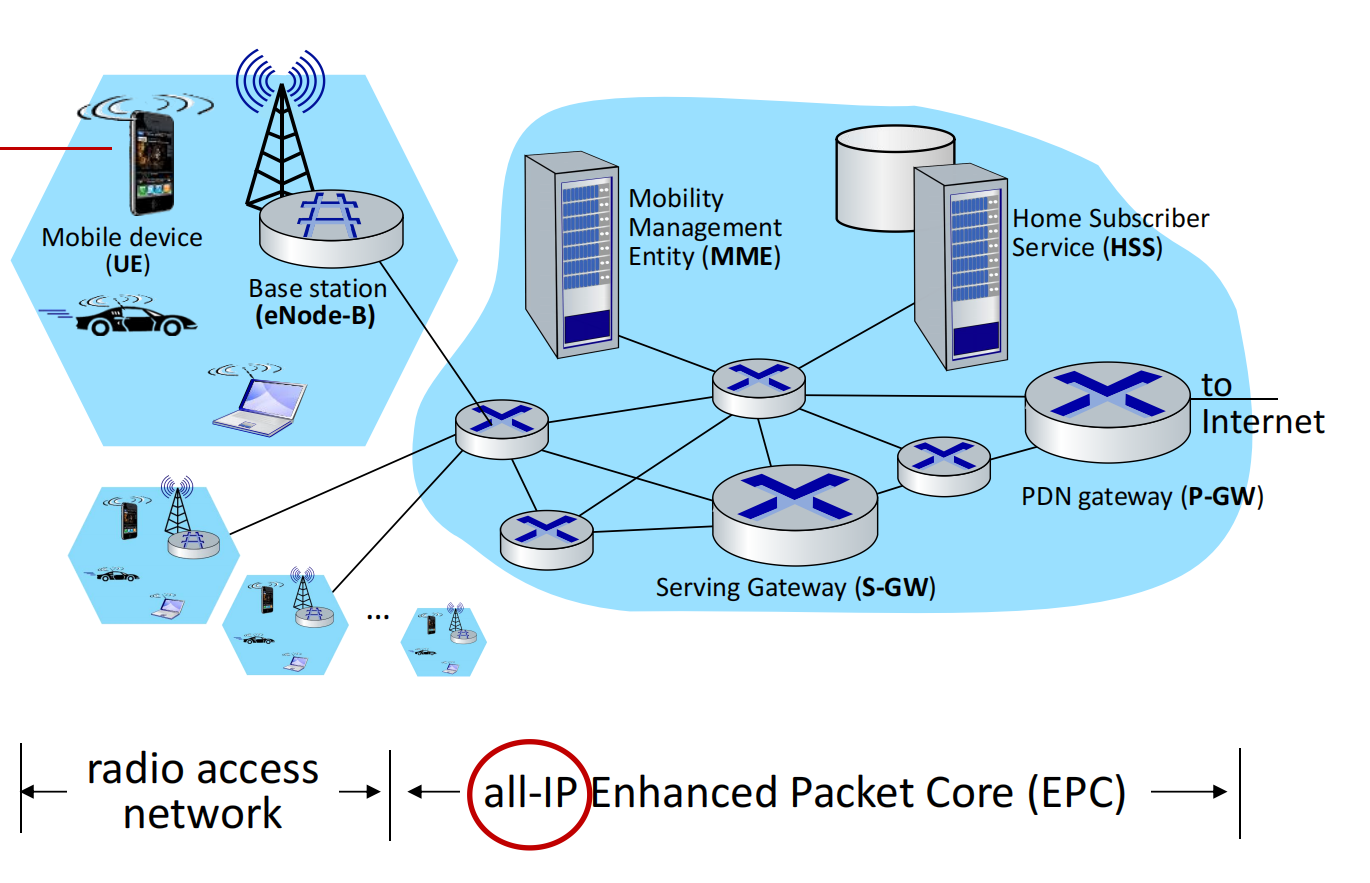 Mobile device
(UE)
Base station
(eNode-B)
Mobility
Management
Entity (MME)
Home Subscriber
Service (HSS)
to
Internet
PDN gateway (P-GW)
Serving Gateway (S-GW)
...
radio access
network
all-IP Enhanced Packet Core (EPC)